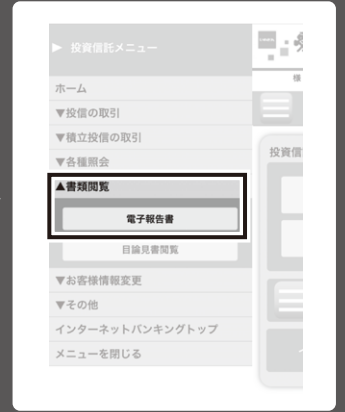 ▶ 投資信託メニュー
様
ホーム
▼投信の取引
▼積立投信の取引
▼各種照会
投資信
▲書類閲覧
電子報告書
目論見書閲覧
▼お客様情報変更
▼その他
インターネットバンキングトップ
メニューを閉じる